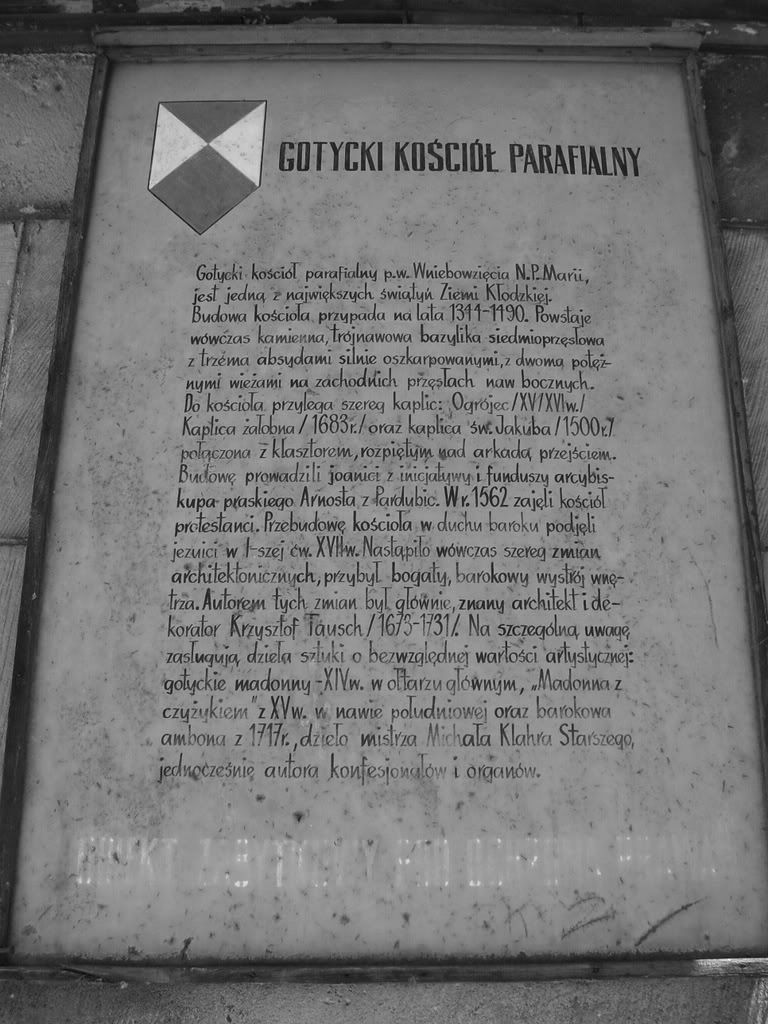 GOTYCKI KOŚCIÓŁ PARAFIALNY
Gotycki kościół parafialny p.w. Wniebowzięcia N.P. Marii,
jest jedną z największych świątyń Ziemi Kłodzkiej.
Budowa kościoła przypada na lata 1344-1490. Powstaje
wówczas kamienna, trójnawowa bazylika siedmioprzęsłowa
z trzema absydami silnie oszkarpowanymi, z dwoma potęż-
nymi wieżami na zachodnich przęsłach naw bocznych.
Do kościoła przylega szereg kaplic: Ogrójec /XV/XVIw./
Kaplica żałobna /1683r./ oraz kaplica św. Jakuba /1500r./
połączona z klasztorem, rozpiętym nad arkadą przejściem.
Budowę prowadzili joanici z inicjatywy i funduszy arcybis-
kupa praskiego Arnosta z Pardubic. W r. 1562 zajęli kościół
protestanci. Przebudowę kościoła w duchu baroku podjęli
jezuici w I-szej ćw. XVIIw. Nastąpiło wówczas szereg zmian
architektonicznych, przybył bogaty, barokowy wystrój wnę-
trza. Autorem tych zmian był głównie, znany architekt i de-
korator Krzysztof Tausch /1673-1731/. Na szczególną uwagę
zasługują dzieła sztuki o bezwzględnej wartości artystycznej:
gotyckie madonny -XIVw. w ołtarzu głównym, „Madonna z
czyżykiem" z XVw. w nawie południowej oraz barokowa
ambona z 1717r., dzieło mistrza Michała Klahra Starszego,
jednocześnię autora konfesjonałów i organów.